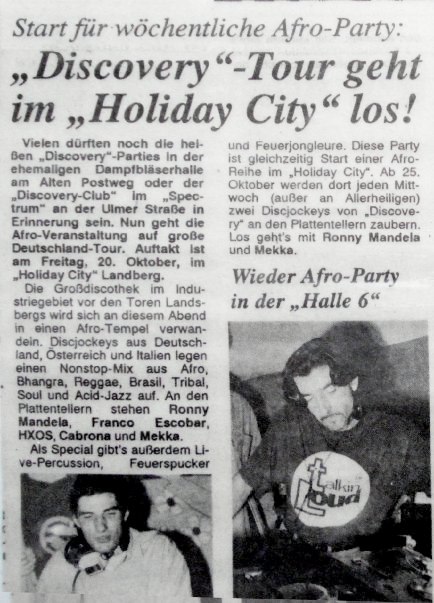 Start für wöchentliche Afro-Party:
„Discovery“-Tour geht
im „Holiday City“ los!
Vielen dürften noch die hei-
ßen „Discovery“-Parties in der
ehemaligen Dampfbläserhalle
am Alten Postweg oder der
„Discovery-Club“ im „Spec-
trum“ an der Ulmer Straße in
Erinnerung sein. Nun geht die
Afro-Veranstaltung auf große
Deutschland-Tour. Auftakt ist
am Freitag, 20. Oktober, im
„Holiday City“ Landberg.
Die Großdiscothek im Indu-
striegebiet vor den Toren Lands-
bergs wird sich an diesem Abend
in einen Afro-Tempel verwan-
deln. Discjockeys aus Deutsch-
land, Österreich und Italien legen
einen Nonstop-Mix aus Afro,
Bhangra, Reggae, Brasil, Tribal,
Soul und Acid-Jazz auf. An den
Plattentellern stehen Ronny
Mandela, Franco Escobar,
HXOS, Cabrona und Mekka.
Als Special gibt's außerdem Li-
ve-Percussion, Feuerspucker
und Feuerjongleure. Diese Party
ist gleichzeitig Start einer Afro-
Reihe im „Holiday City“. Ab 25.
Oktober werden dort jeden Mitt-
woch (außer an Allerheiligen)
zwei Discjockeys von „Discove-
ry“ an den Plattentellern zaubern.
Los geht's mit Ronny Mandela
und Mekka.
Wieder Afro-Party
in der „Halle 6“
talkin
loud